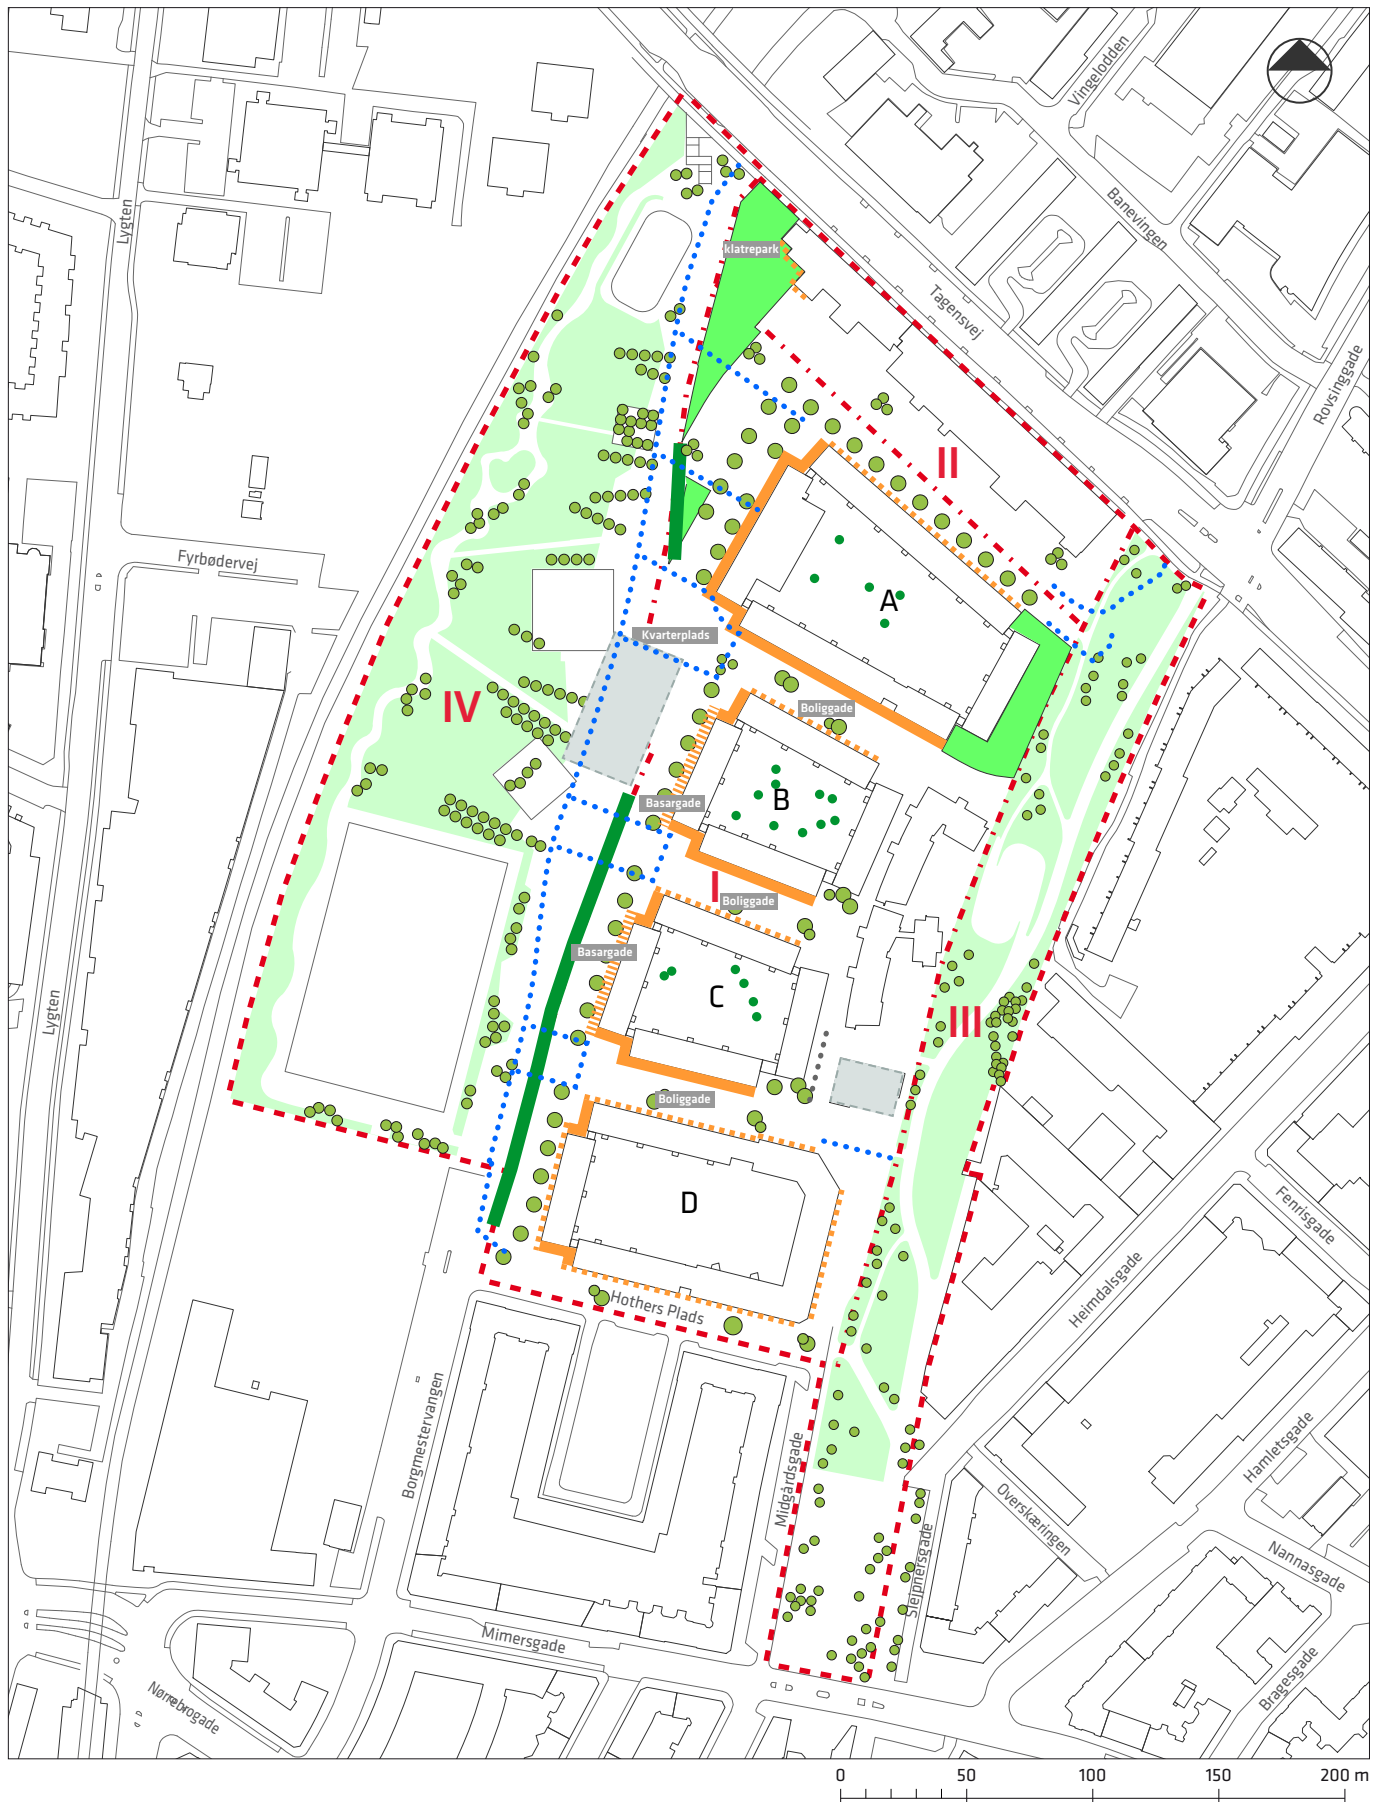 Vingelodden
Banevingen
Lygten
klatrepark
Tagensvej
Rovsinggade
II
Fyrbødervej
A
Kvarterplads
IV
Boliggade
Basargade
B
I
Boliggade
Basargade
C
Lygten
III
Boliggade
D
Fenrisgade
Heimdalsgade
Hothers Plads
Borgmestervangen
Midgårdsgade
Hamletsgade
Overskæringen
Sleipnersgade
Nannasgade
Mimersgade
Bragesgade
Nørrebrogade
0 50 100 150 200 m